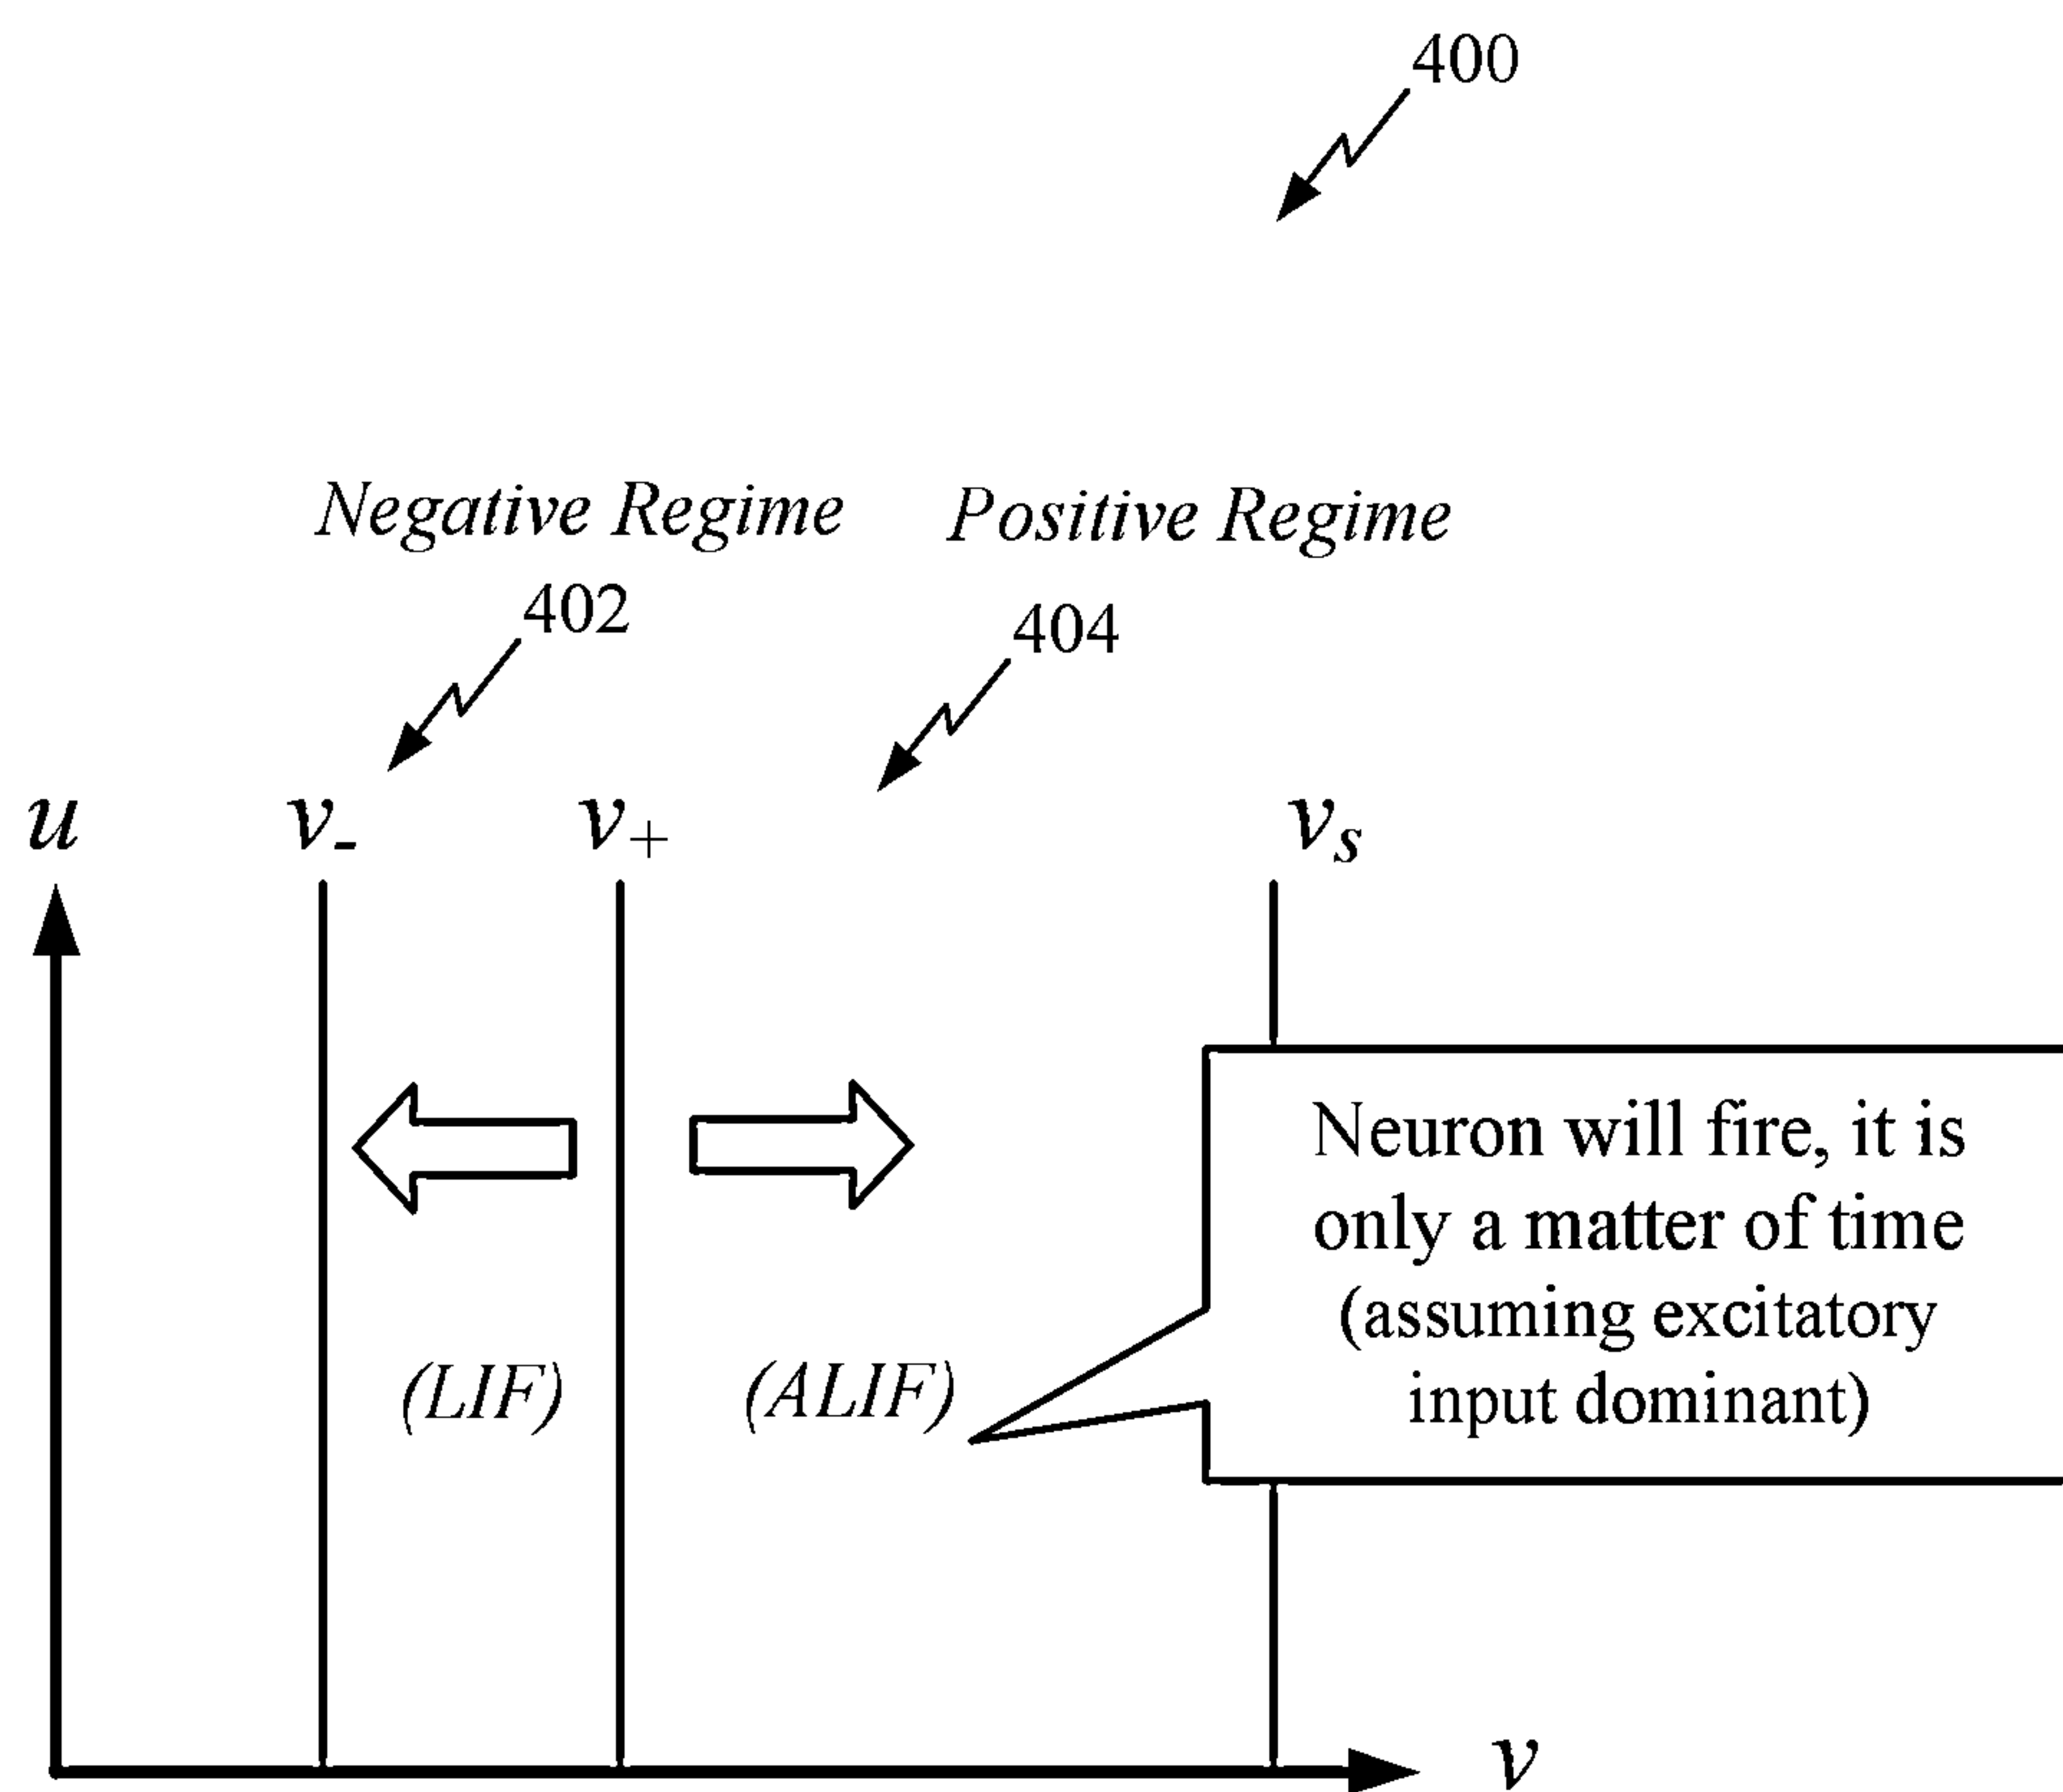 400
Negative Regime Positive Regime
402
404
u v- v+ vs
Neuron will fire, it is
only a matter of time
(assuming excitatory
input dominant)
(LIF) (ALIF)
v